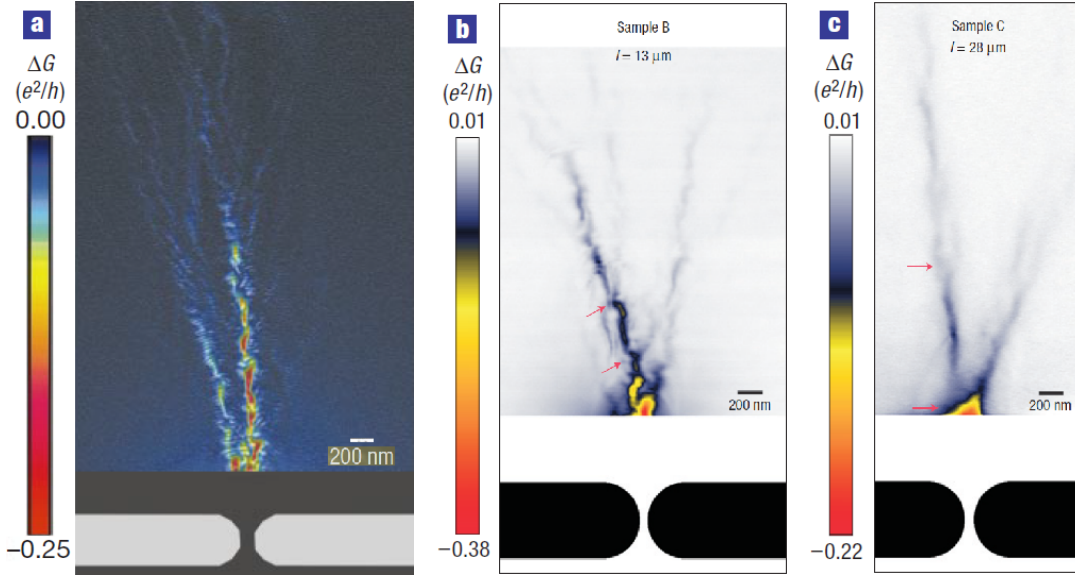 a
ΔG
(e²/h)
0.00
−0.25
200 nm
b
ΔG
(e²/h)
0.01
−0.38
Sample B
l = 13 μm
200 nm
c
ΔG
(e²/h)
0.01
−0.22
Sample C
l = 28 μm
200 nm